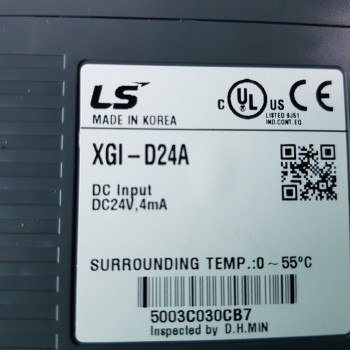 LS
MADE IN KOREA
C UL US CE
LISTED 9J51
IND.CONT EQ.
XGI-D24A
DC Input
DC24V,4mA
SURROUNDING TEMP.:0~55°C
5003C030CB7
Inspected by D.H.MIN